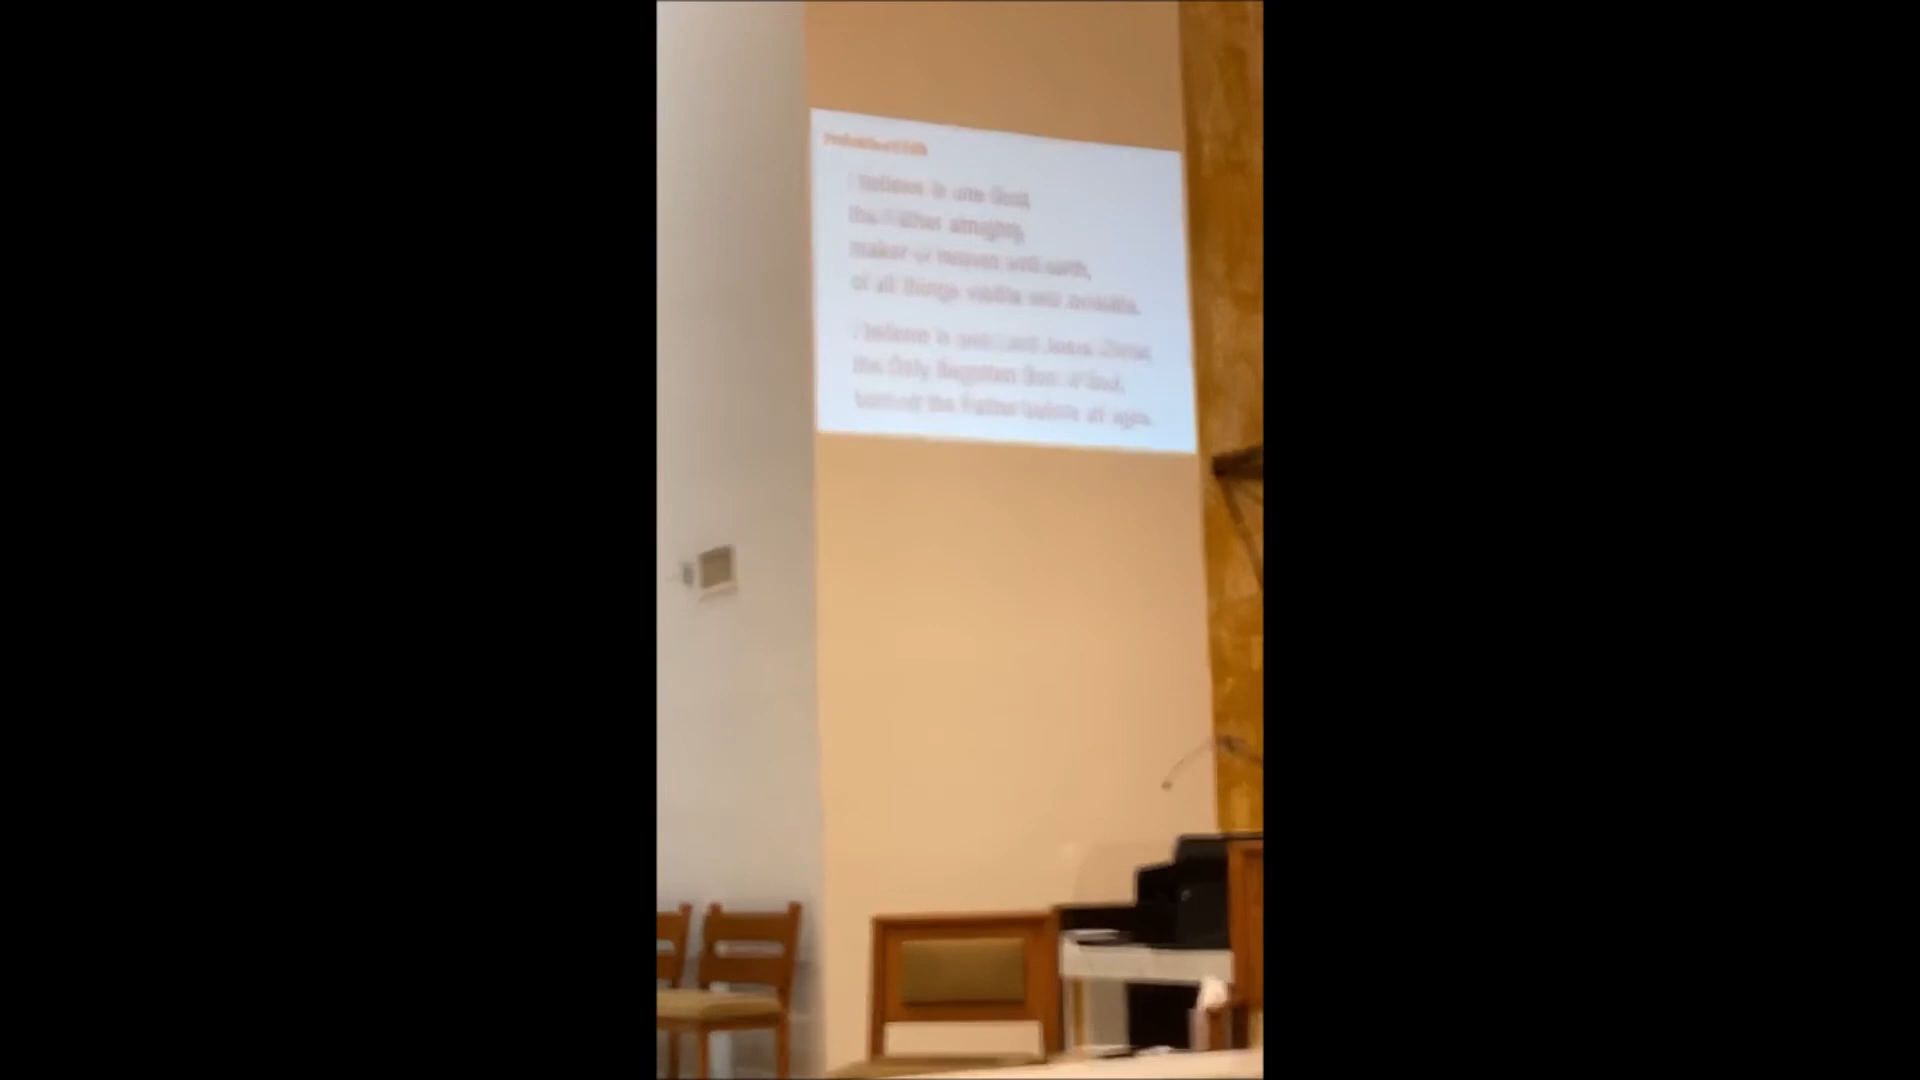 I believe in one God,
the Father almighty,
maker of heaven and earth,
of all things visible and invisible.
I believe in one Lord Jesus Christ,
the Only Begotten Son of God,
born of the Father before all ages.